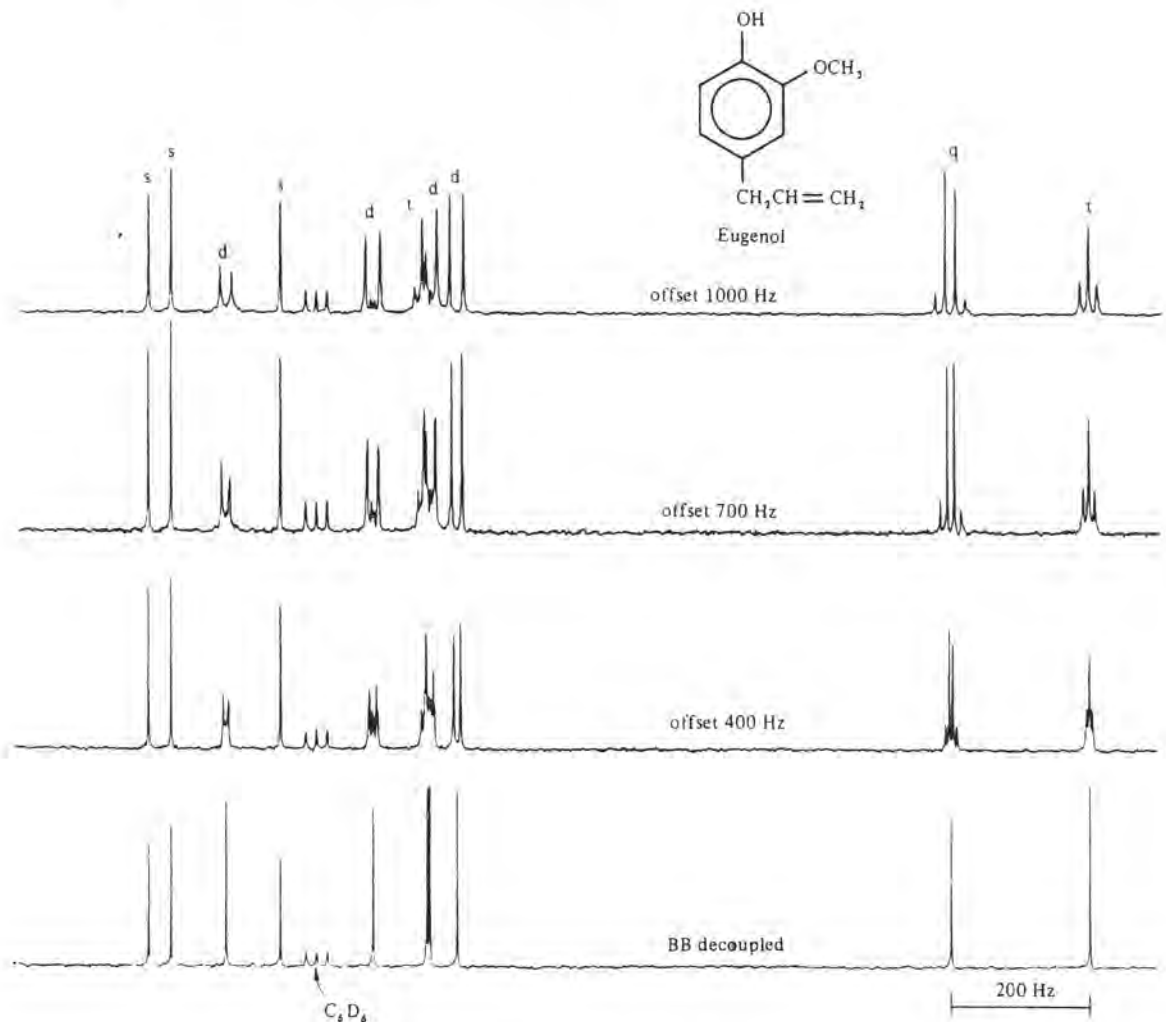 OH
OCH₃
CH₂CH=CH₂
Eugenol
s
s
d
s
d
t
d
d
q
t
offset 1000 Hz
offset 700 Hz
offset 400 Hz
BB decoupled
C₆D₆
200 Hz